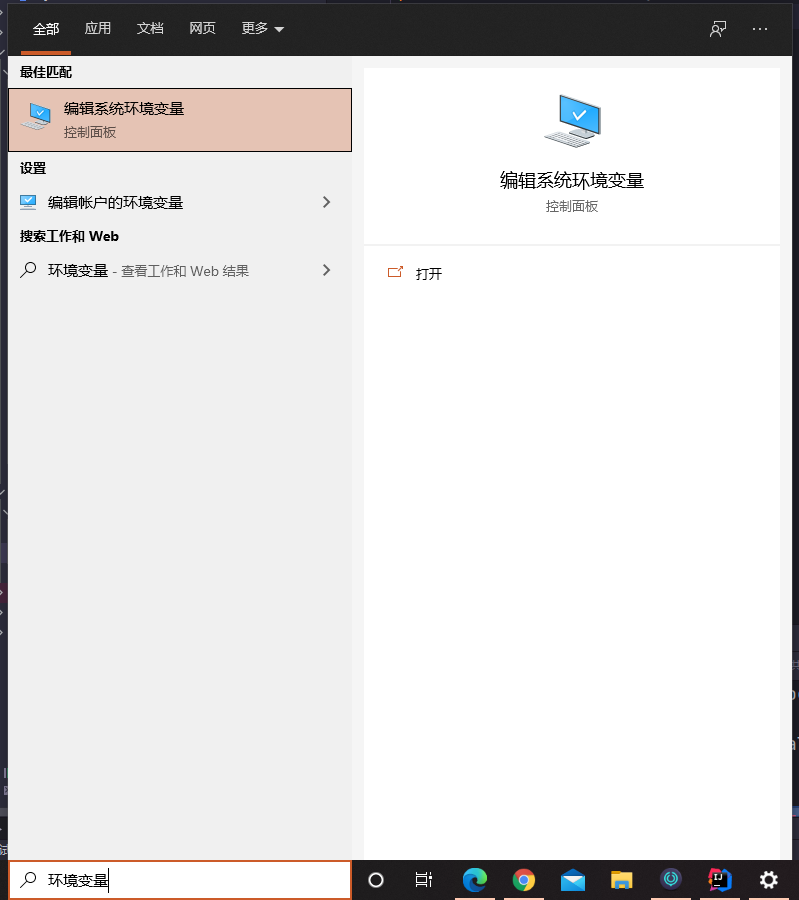 全部 应用 文档 网页 更多
最佳匹配
编辑系统环境变量
控制面板
设置
编辑帐户的环境变量
搜索工作和 Web
环境变量 - 查看工作和 Web 结果
编辑系统环境变量
控制面板
打开
环境变量